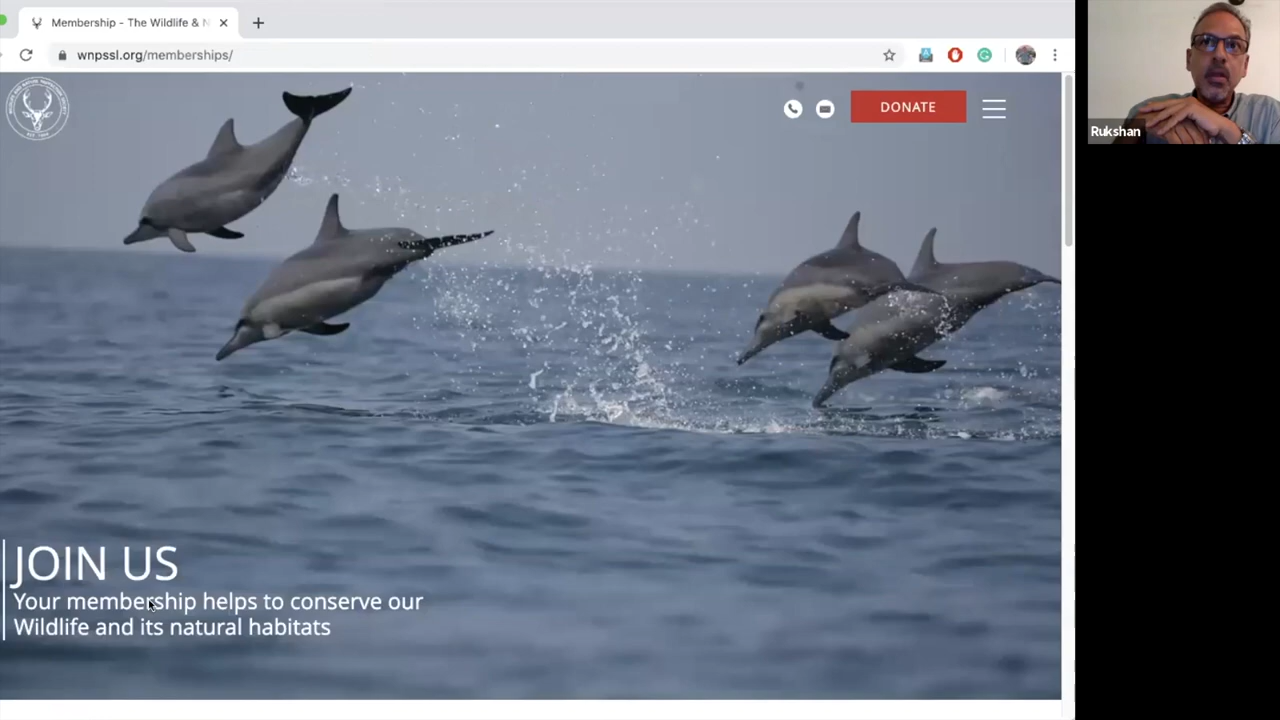 Membership - The Wildlife & N
wnpssl.org/memberships/
DONATE
Rukshan
JOIN US
Your membership helps to conserve our
Wildlife and its natural habitats